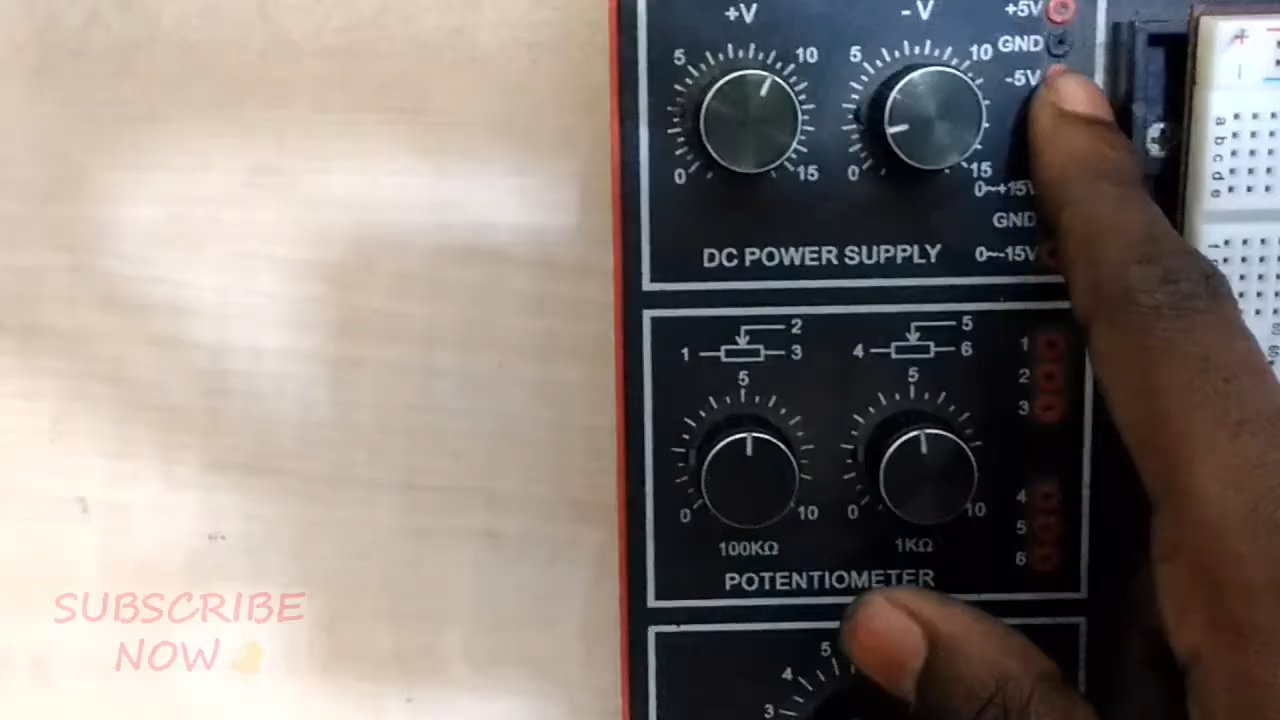 +V
-V
+5V
GND
-5V
5
10
5
10
0
15
0
15
0~+15V
GND
DC POWER SUPPLY
0~-15V
2
1
3
5
4
6
5
5
1
2
3
0
10
0
10
4
5
6
100KΩ
1KΩ
POTENTIOMETER
5
4
3
+
-
a
b
c
d
e
SUBSCRIBE
NOW